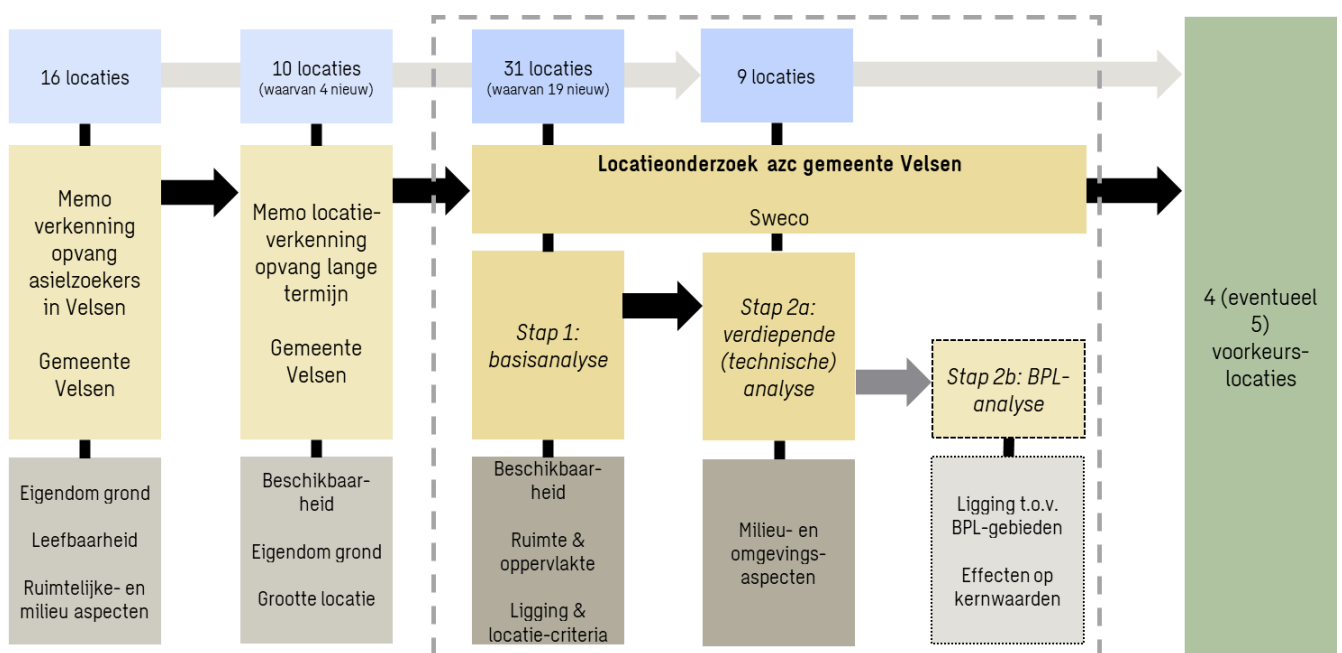 16 locaties
10 locaties
(waarvan 4 nieuw)
31 locaties
(waarvan 19 nieuw)
9 locaties
Memo
verkenning
opvang
asielzoekers
in Velsen
Gemeente
Velsen
Memo locatie-
verkenning
opvang lange
termijn
Gemeente
Velsen
Locatieonderzoek azc gemeente Velsen
Sweco
Stap 1:
basisanalyse
Stap 2a:
verdiepende
(technische)
analyse
Stap 2b: BPL-
analyse
4 (eventueel
5)
voorkeurs-
locaties
Eigendom grond
Leefbaarheid
Ruimtelijke- en
milieu aspecten
Beschikbaar-
heid
Eigendom grond
Grootte locatie
Beschikbaar-
heid
Ruimte &
oppervlakte
Ligging &
locatie-criteria
Milieu- en
omgevings-
aspecten
Ligging t.o.v.
BPL-gebieden
Effecten op
kernwaarden